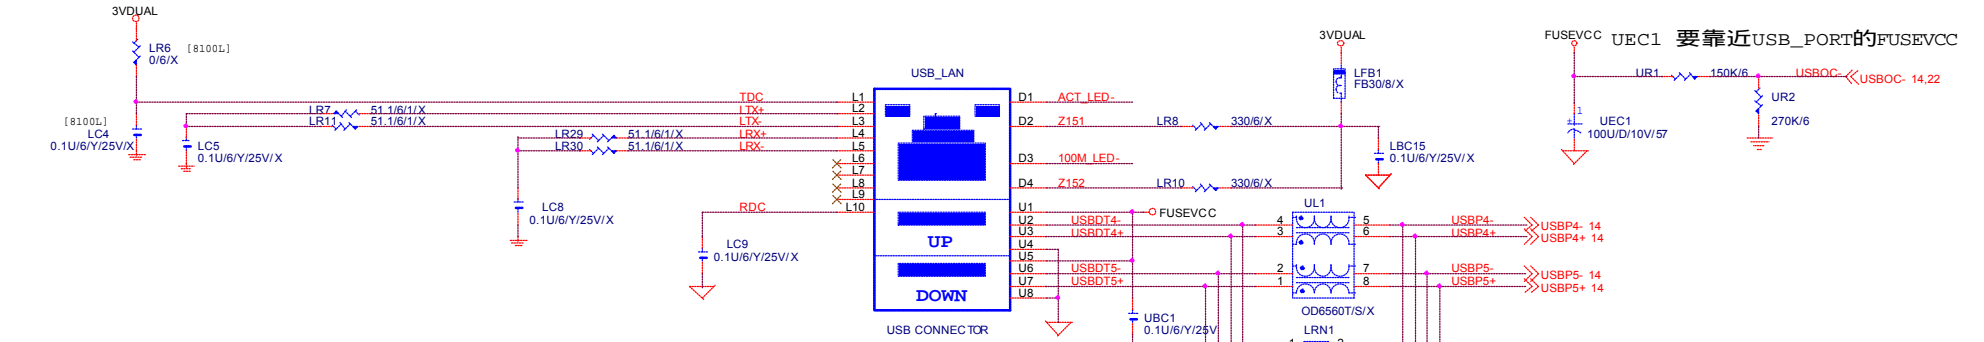 3VDUAL
LR6 [8100L]
0/6/X
[8100L]
LC4
0.1U/6/Y/25V/X
LR7 51.1/6/1/X
LR11 51.1/6/1/X
LC5
0.1U/6/Y/25V/X
LR29 51.1/6/1/X
LR30 51.1/6/1/X
LC8
0.1U/6/Y/25V/X
TDC
LTX+
LTX-
LRX+
LRX-
RDC
LC9
0.1U/6/Y/25V/X
USB_LAN
L1
L2
L3
L4
L5
L6
L7
L8
L9
L10
UP
DOWN
USB CONNECTOR
D1 ACT_LED-
D2 Z151 LR8 330/6/X
D3 100M_LED-
D4 Z152 LR10 330/6/X
U1 FUSEVCC
U2 USBDT4-
U3 USBDT4+
U4
U5
U6 USBDT5-
U7 USBDT5+
U8
UBC1
0.1U/6/Y/25V
3VDUAL
LFB1
FB30/8/X
LBC15
0.1U/6/Y/25V/X
UL1
4 5 USBP4- USBP4- 14
3 6 USBP4+ USBP4+ 14
2 7 USBP5- USBP5- 14
1 8 USBP5+ USBP5+ 14
OD6560T/S/X
LRN1
FUSEVCC UEC1 要靠近USB_PORT的FUSEVCC
UR1 150K/6 USBOC- USBOC- 14,22
UR2
270K/6
1
UEC1
100U/D/10V/57